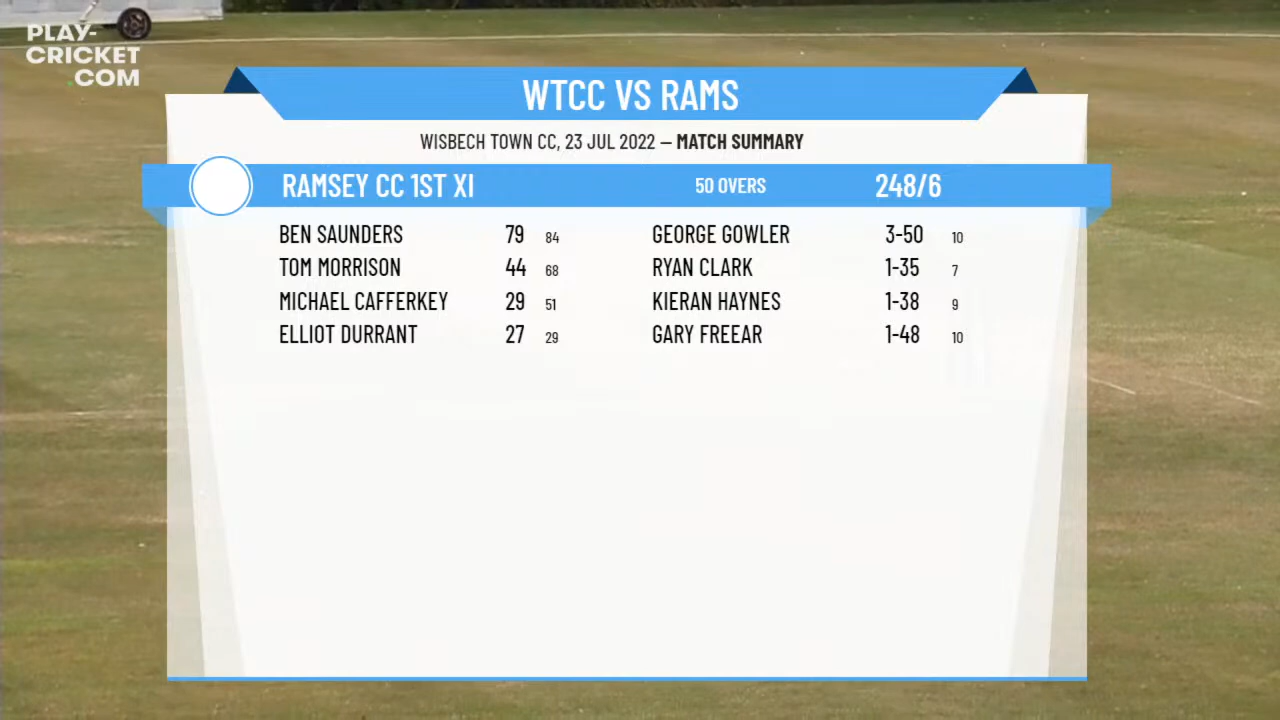 PLAY-
CRICKET
.COM
WTCC VS RAMS
WISBECH TOWN CC, 23 JUL 2022 – MATCH SUMMARY
RAMSEY CC 1ST XI 50 OVERS 248/6
BEN SAUNDERS 79 84 GEORGE GOWLER 3-50 10
TOM MORRISON 44 68 RYAN CLARK 1-35 7
MICHAEL CAFFERKEY 29 51 KIERAN HAYNES 1-38 9
ELLIOT DURRANT 27 29 GARY FREEAR 1-48 10